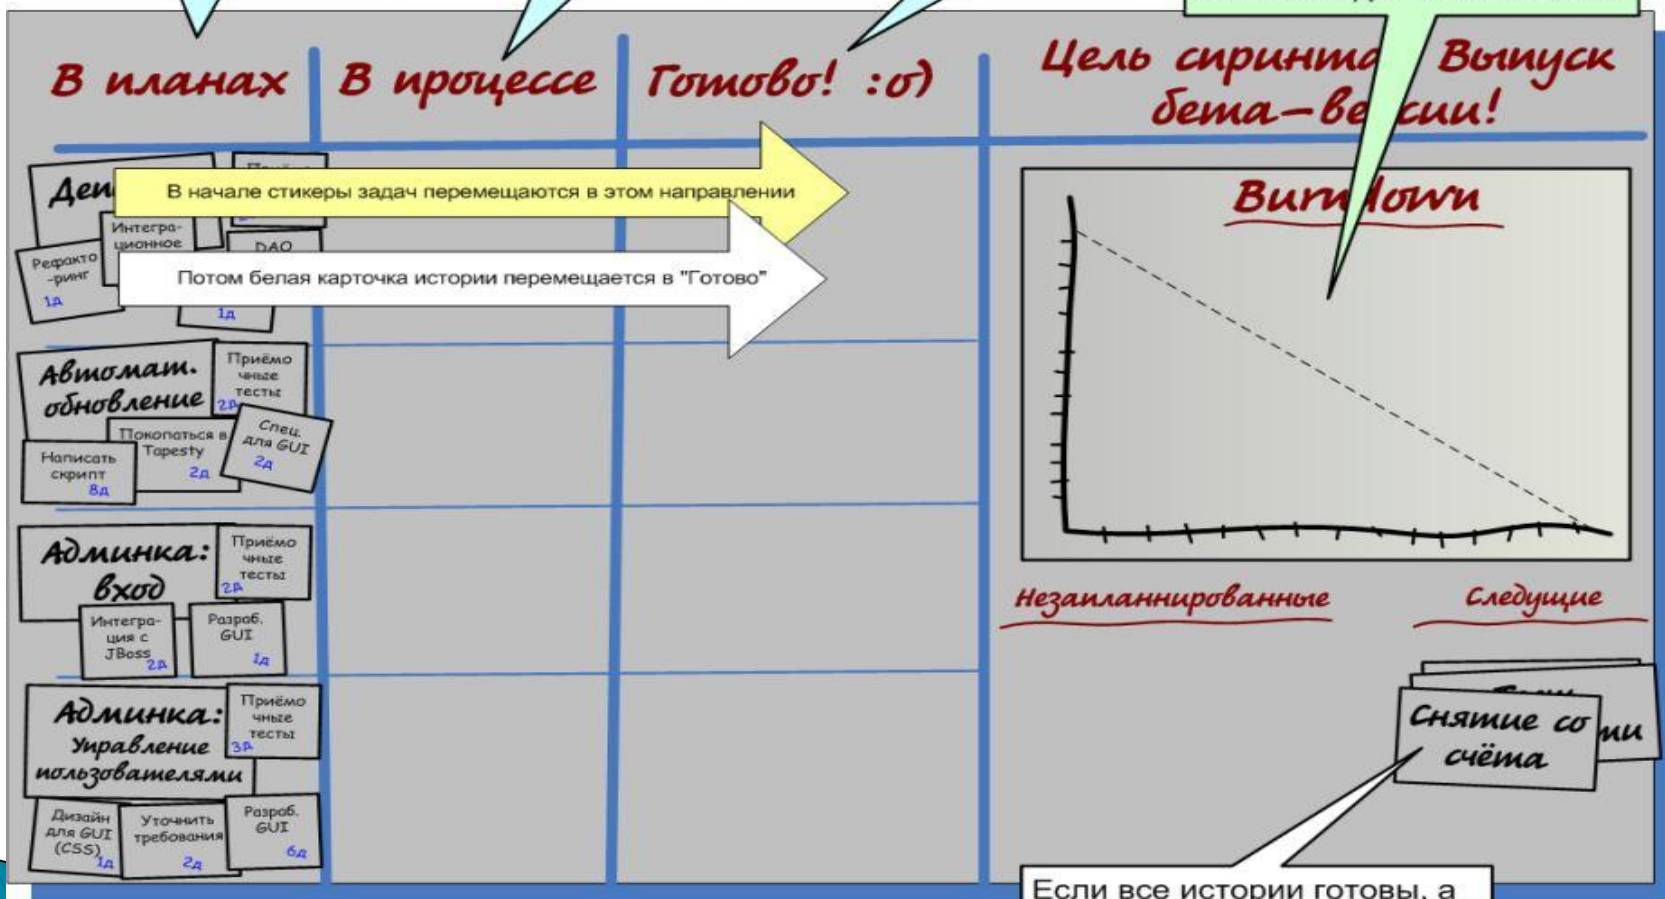 В планах
В процессе
Готово! :о)
Цель спринта Выпуск
бета-версии!
В начале стикеры задач перемещаются в этом направлении
Потом белая карточка истории перемещается в "Готово"
Интегра-
ционное
DAO
Рефакто
-ринг
1д
1д
Автомат.
обновление
Приёмо
чные
тесты
2д
Покопаться в
Tapesty
2д
Спец.
для GUI
2д
Написать
скрипт
8д
Админка:
вход
Приёмо
чные
тесты
2д
Интегра-
ция с
JBoss
2д
Разраб.
GUI
1д
Админка:
Управление
пользователями
Приёмо
чные
тесты
3д
Дизайн
для GUI
(CSS)
1д
Уточнить
требования
2д
Разраб.
GUI
6д
Burndown
Незапланнированные
Следущие
Снятие со
счёта
Если все истории готовы, а